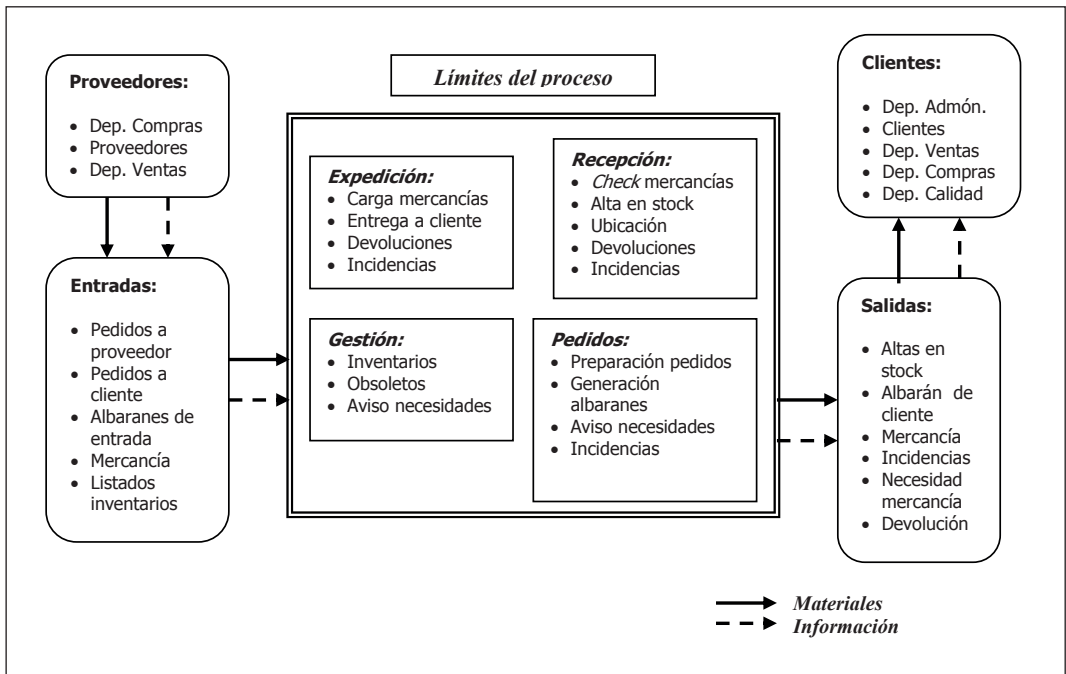 Límites del proceso
Proveedores:
• Dep. Compras
• Proveedores
• Dep. Ventas
Entradas:
• Pedidos a
proveedor
• Pedidos a
cliente
• Albaranes de
entrada
• Mercancía
• Listados
inventarios
Expedición:
• Carga mercancías
• Entrega a cliente
• Devoluciones
• Incidencias
Recepción:
• Check mercancías
• Alta en stock
• Ubicación
• Devoluciones
• Incidencias
Gestión:
• Inventarios
• Obsoletos
• Aviso necesidades
Pedidos:
• Preparación pedidos
• Generación
albaranes
• Aviso necesidades
• Incidencias
Clientes:
• Dep. Admón.
• Clientes
• Dep. Ventas
• Dep. Compras
• Dep. Calidad
Salidas:
• Altas en
stock
• Albarán de
cliente
• Mercancía
• Incidencias
• Necesidad
mercancía
• Devolución
Materiales
Información